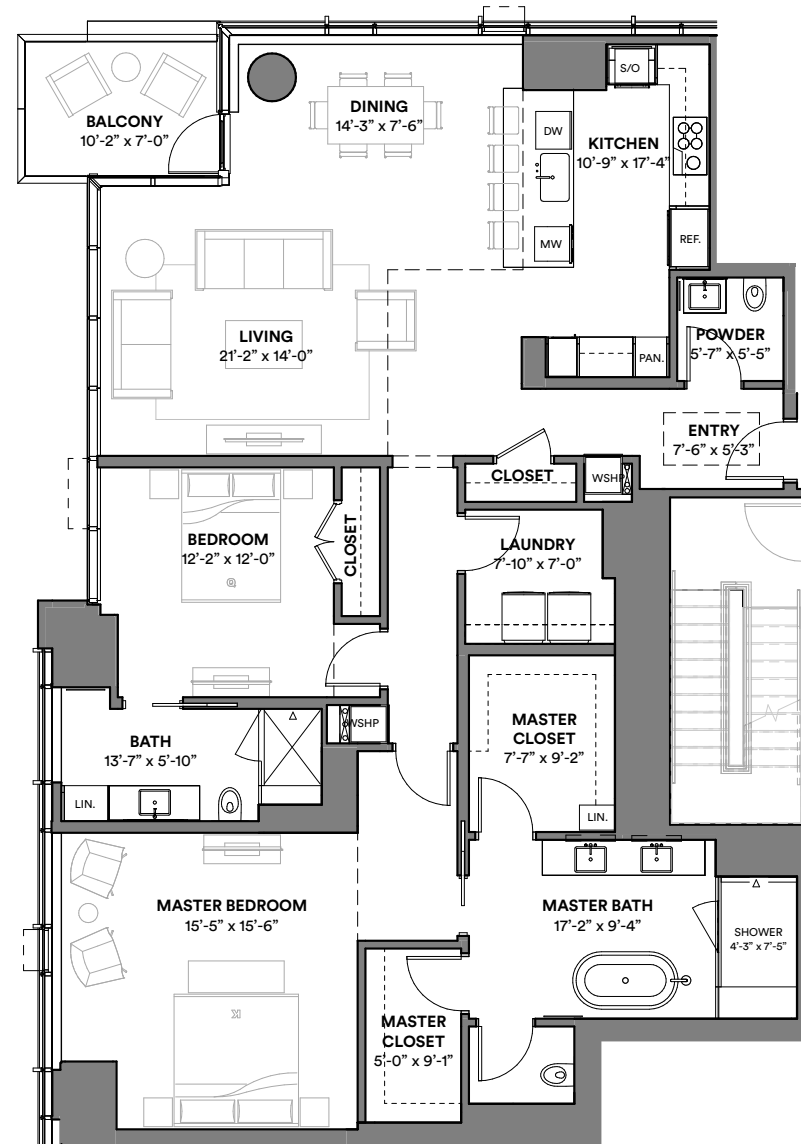 BALCONY
10'-2" x 7'-0"
DINING
14'-3" x 7'-6"
S/O
DW
KITCHEN
10'-9" x 17'-4"
MW
REF.
LIVING
21'-2" x 14'-0"
PAN.
POWDER
5'-7" x 5'-5"
ENTRY
7'-6" x 5'-3"
CLOSET
WSHP
BEDROOM
12'-2" x 12'-0"
CLOSET
LAUNDRY
7'-10" x 7'-0"
WSHP
BATH
13'-7" x 5'-10"
LIN.
MASTER
CLOSET
7'-7" x 9'-2"
LIN.
MASTER BEDROOM
15'-5" x 15'-6"
MASTER BATH
17'-2" x 9'-4"
SHOWER
4'-3" x 7'-5"
MASTER
CLOSET
5'-0" x 9'-1"